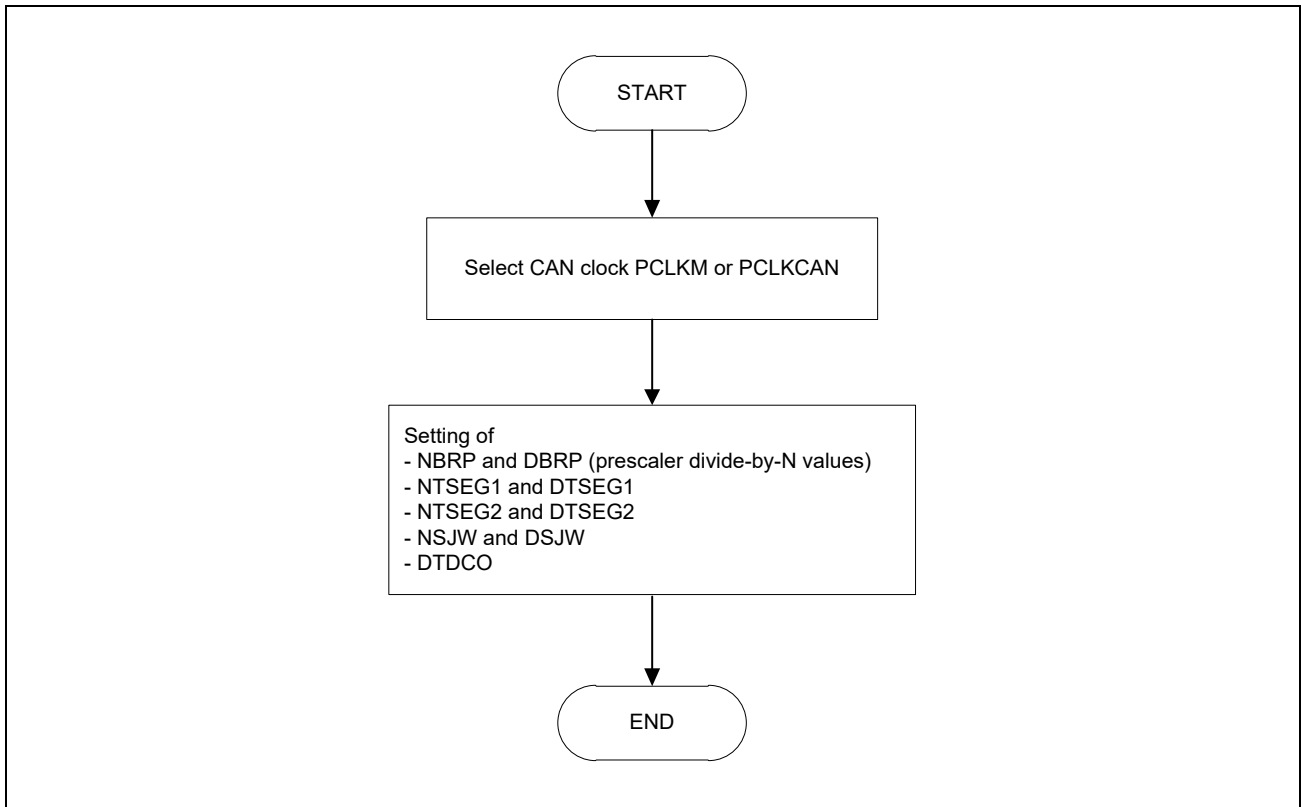 START
Select CAN clock PCLKM or PCLKCAN
Setting of
- NBRP and DBRP (prescaler divide-by-N values)
- NTSEG1 and DTSEG1
- NTSEG2 and DTSEG2
- NSJW and DSJW
- DTDCO
END